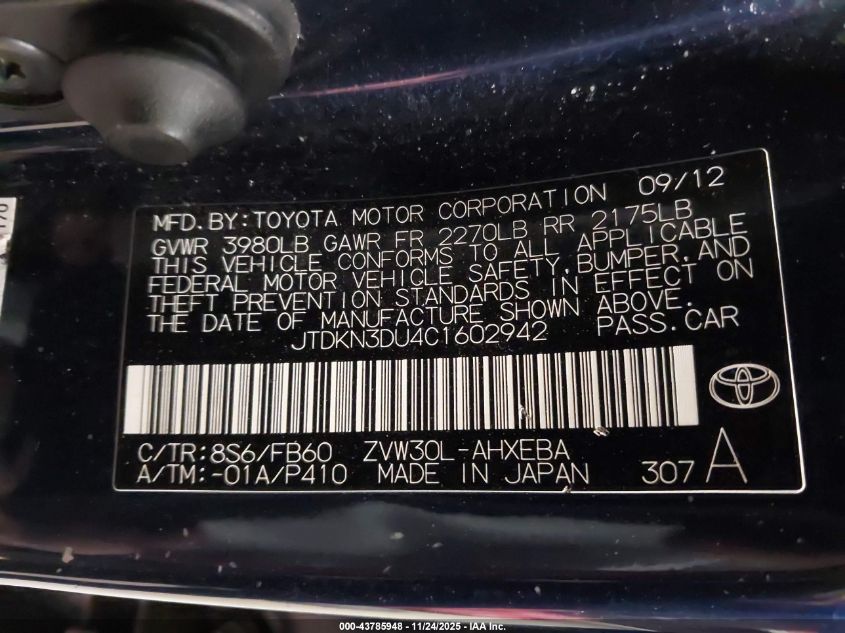 MFD.BY:TOYOTA MOTOR CORPORATION 09/12
GVWR 3980LB GAWR FR 2270LB RR 2175LB
THIS VEHICLE CONFORMS TO ALL APPLICABLE
FEDERAL MOTOR VEHICLE SAFETY,BUMPER,AND
THEFT PREVENTION STANDARDS IN EFFECT ON
THE DATE OF MANUFACTURE SHOWN ABOVE.
JTDKN3DU4C1602942 PASS.CAR
C/TR:8S6/FB60 ZVW30L-AHXEBA
A/TM:-01A/P410 MADE IN JAPAN 307 A
000-43785948 - 11/24/2025 - IAA Inc.